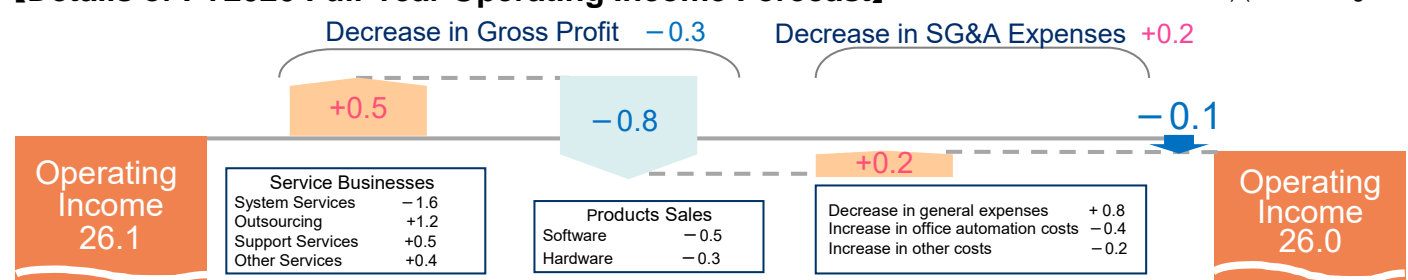 Decrease in Gross Profit －0.3
Decrease in SG&A Expenses +0.2
+0.5
－0.8
－0.1
+0.2
Operating
Income
26.1
Service Businesses
System Services －1.6
Outsourcing +1.2
Support Services +0.5
Other Services +0.4
Products Sales
Software －0.5
Hardware －0.3
Decrease in general expenses + 0.8
Increase in office automation costs －0.4
Increase in other costs －0.2
Operating
Income
26.0